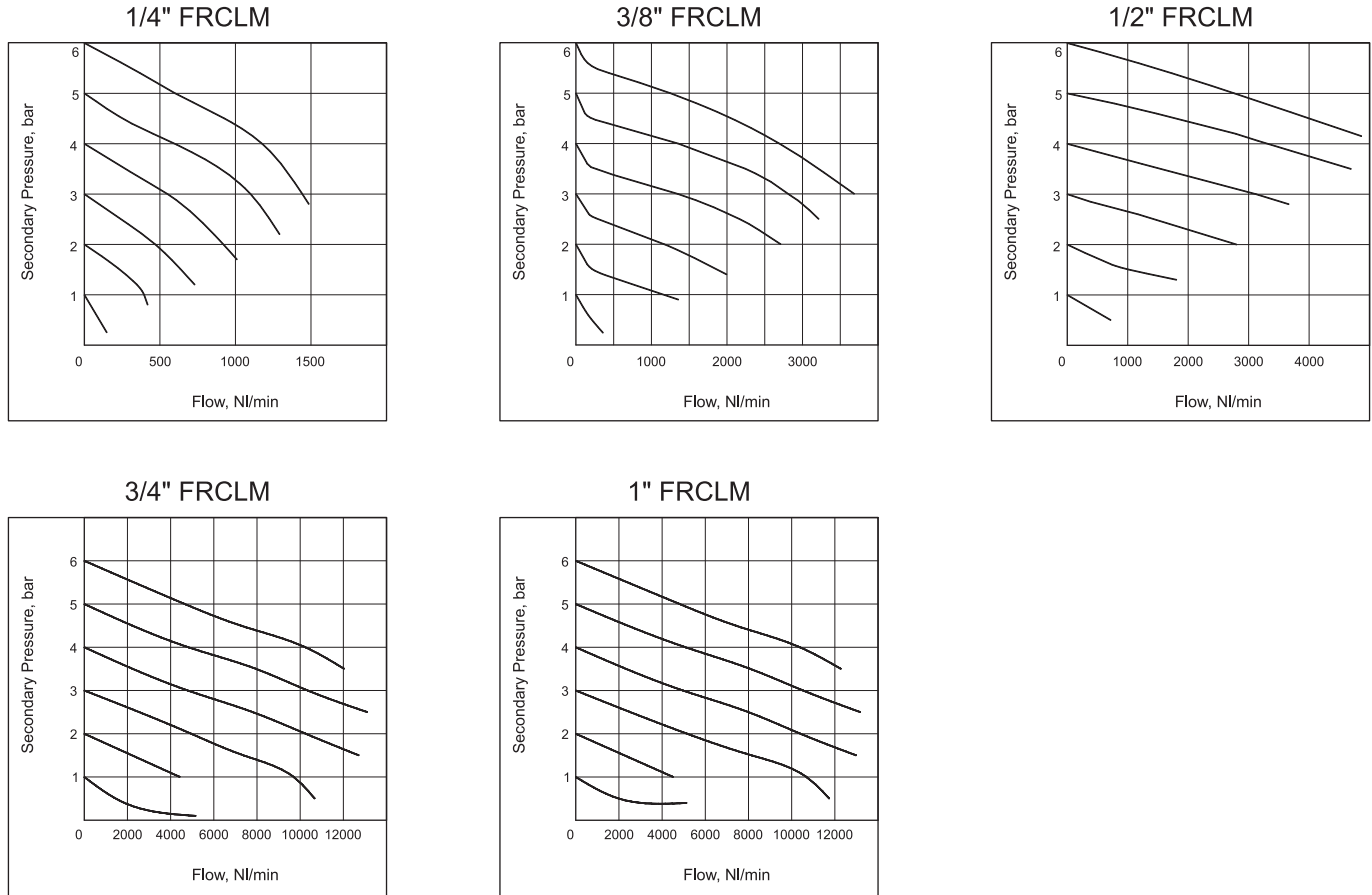 1/4" FRCLM
6
5
4
3
2
1
0 500 1000 1500
Secondary Pressure, bar
Flow, Nl/min
3/8" FRCLM
6
5
4
3
2
1
0 1000 2000 3000
Secondary Pressure, bar
Flow, Nl/min
1/2" FRCLM
6
5
4
3
2
1
0 1000 2000 3000 4000
Secondary Pressure, bar
Flow, Nl/min
3/4" FRCLM
6
5
4
3
2
1
0 2000 4000 6000 8000 10000 12000
Secondary Pressure, bar
Flow, Nl/min
1" FRCLM
6
5
4
3
2
1
0 2000 4000 6000 8000 10000 12000
Secondary Pressure, bar
Flow, Nl/min